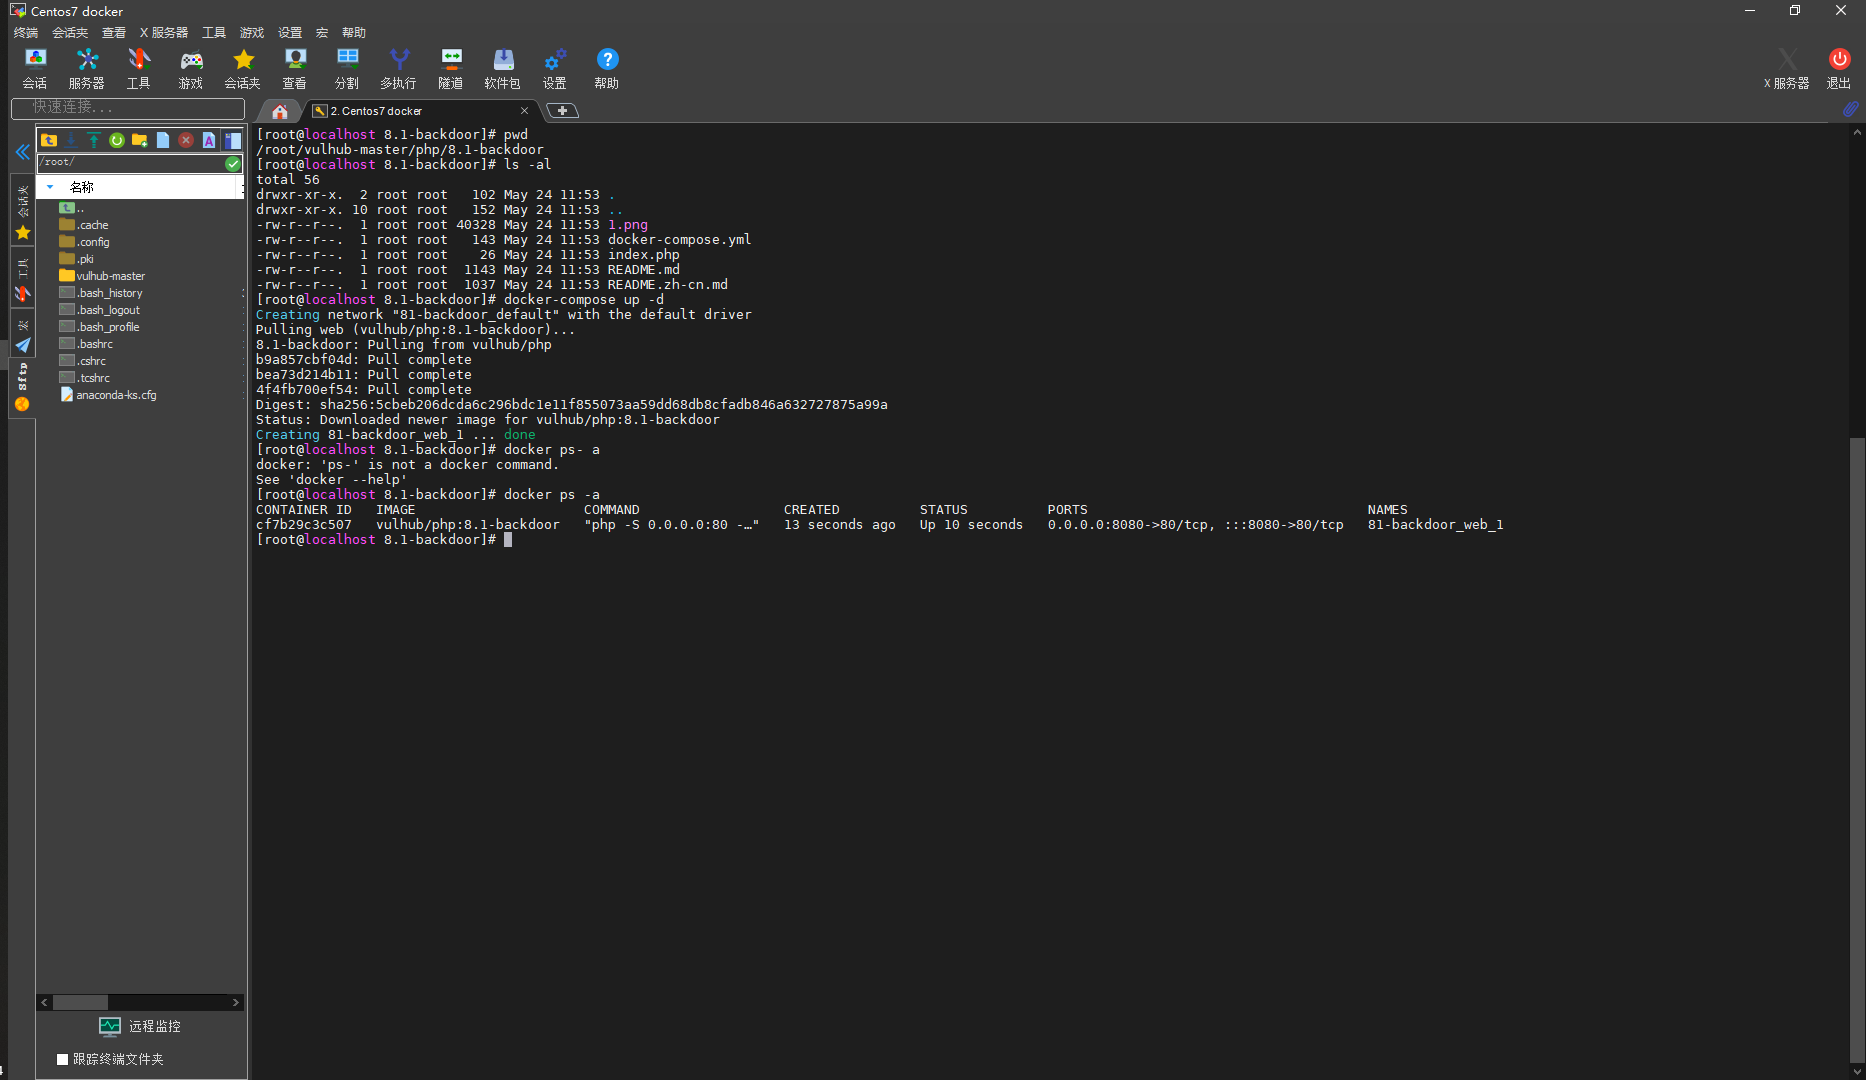 Centos7 docker
终端 会话夹 查看 X 服务器 工具 游戏 设置 宏 帮助
会话 服务器 工具 游戏 会话夹 查看 分割 多执行 隧道 软件包 设置 帮助 X 服务器 退出
快速连接...
2. Centos7 docker
/root/
名称
..
.cache
.config
.pki
vulhub-master
.bash_history
.bash_logout
.bash_profile
.bashrc
.cshrc
.tcshrc
anaconda-ks.cfg
会话夹
工具
宏
Sftp
远程监控
跟踪终端文件夹
[root@localhost 8.1-backdoor]# pwd
/root/vulhub-master/php/8.1-backdoor
[root@localhost 8.1-backdoor]# ls -al
total 56
drwxr-xr-x.  2 root root   102 May 24 11:53 .
drwxr-xr-x. 10 root root   152 May 24 11:53 ..
-rw-r--r--.  1 root root 40328 May 24 11:53 1.png
-rw-r--r--.  1 root root   143 May 24 11:53 docker-compose.yml
-rw-r--r--.  1 root root    26 May 24 11:53 index.php
-rw-r--r--.  1 root root  1143 May 24 11:53 README.md
-rw-r--r--.  1 root root  1037 May 24 11:53 README.zh-cn.md
[root@localhost 8.1-backdoor]# docker-compose up -d
Creating network "81-backdoor_default" with the default driver
Pulling web (vulhub/php:8.1-backdoor)...
8.1-backdoor: Pulling from vulhub/php
b9a857cbf04d: Pull complete
bea73d214b11: Pull complete
4f4fb700ef54: Pull complete
Digest: sha256:5cbeb206dcda6c296bdc1e11f855073aa59dd68db8cfadb846a632727875a99a
Status: Downloaded newer image for vulhub/php:8.1-backdoor
Creating 81-backdoor_web_1 ... done
[root@localhost 8.1-backdoor]# docker ps- a
docker: 'ps-' is not a docker command.
See 'docker --help'
[root@localhost 8.1-backdoor]# docker ps -a
CONTAINER ID   IMAGE                     COMMAND                  CREATED          STATUS          PORTS                                   NAMES
cf7b29c3c507   vulhub/php:8.1-backdoor   "php -S 0.0.0.0:80 -…"   13 seconds ago   Up 10 seconds   0.0.0.0:8080->80/tcp, :::8080->80/tcp   81-backdoor_web_1
[root@localhost 8.1-backdoor]#